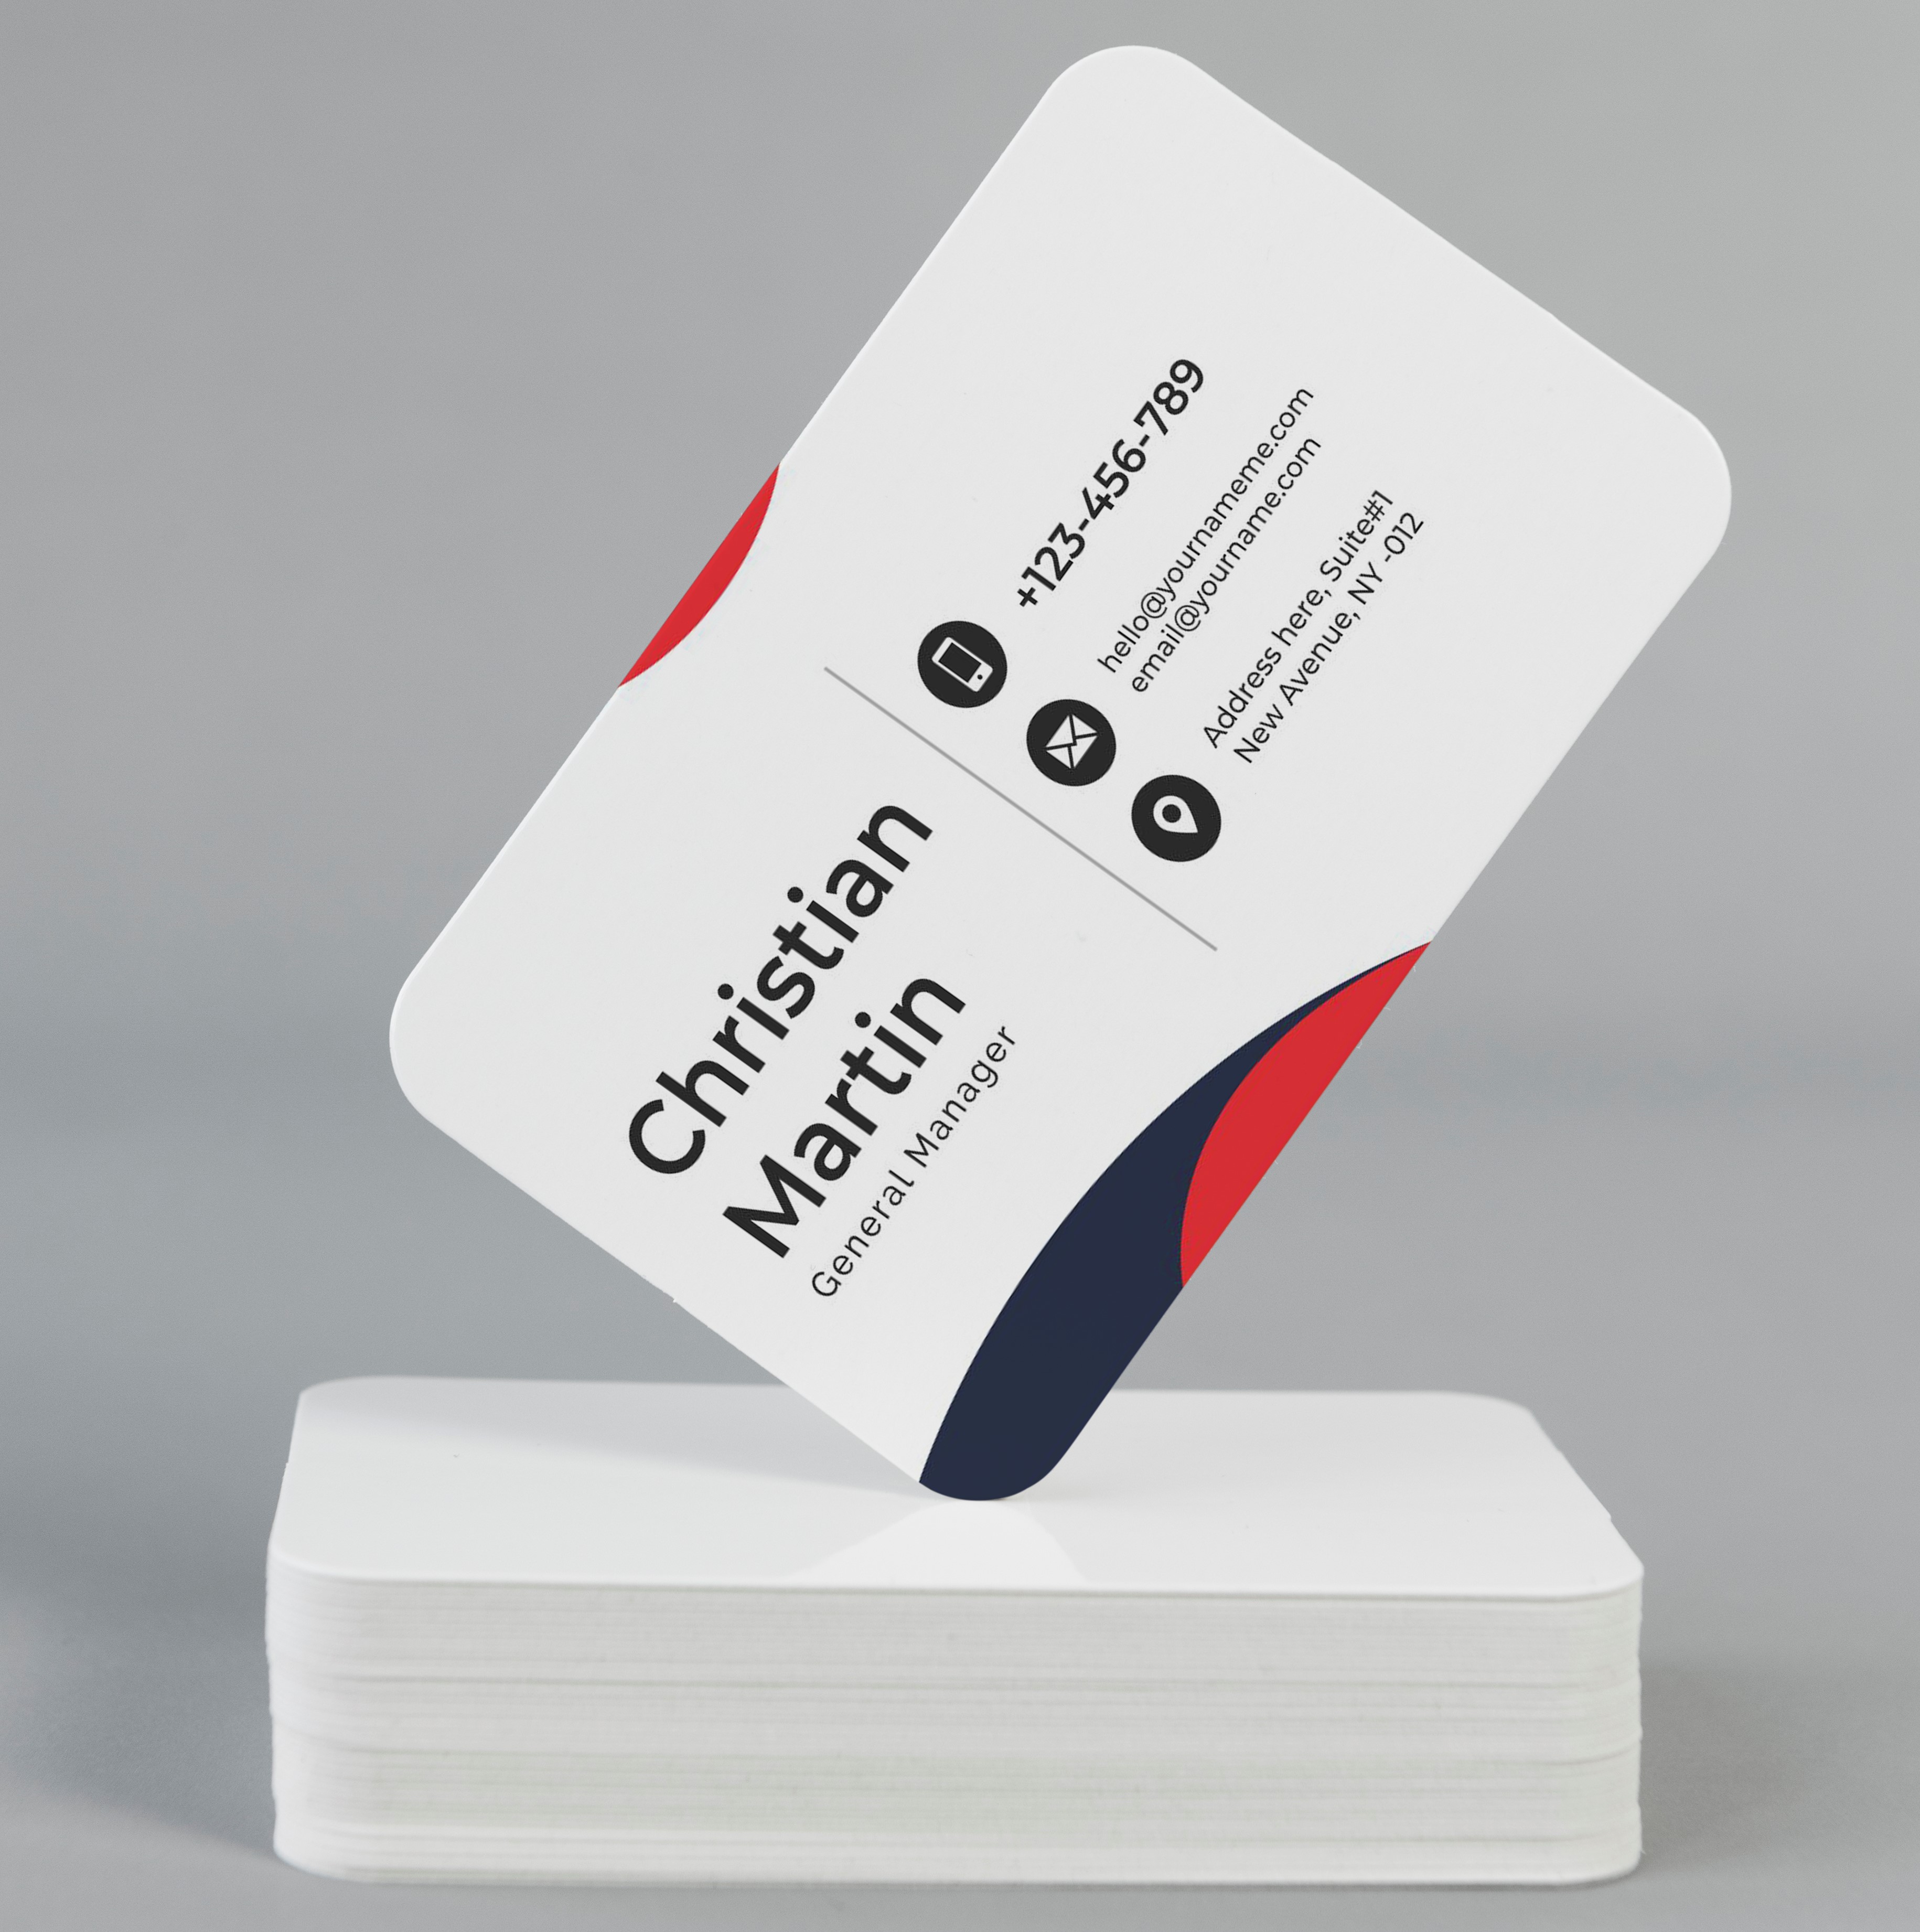 Christian
Martin
General Manager
+123-456-789
hello@yournameme.com
email@yourname.com
Address here, Suite#1
New Avenue, NY -012